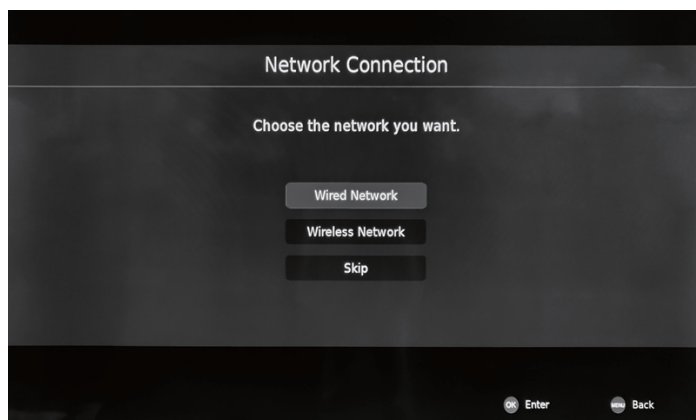 Network Connection
Choose the network you want.
Wired Network
Wireless Network
Skip
OK Enter
MENU Back